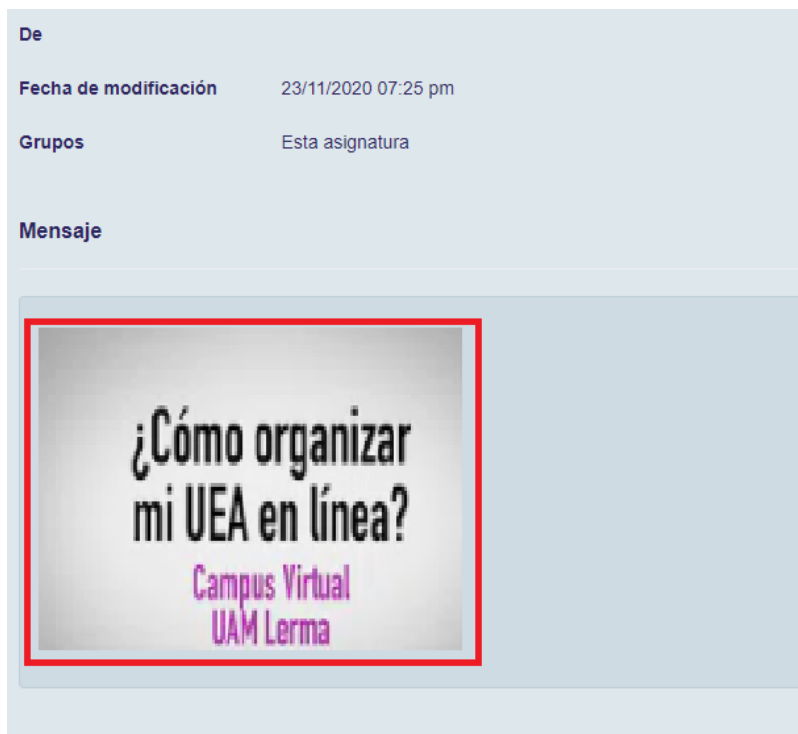 De
Fecha de modificación 23/11/2020 07:25 pm
Grupos Esta asignatura
Mensaje
¿Cómo organizar
mi UEA en línea?
Campus Virtual
UAM Lerma